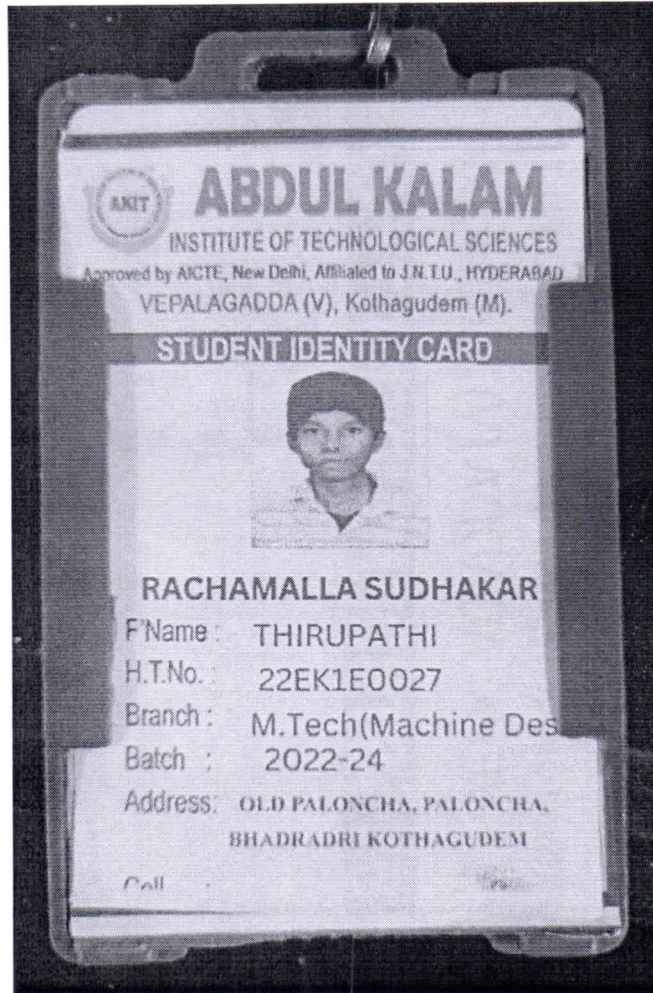 AKIT
ABDUL KALAM
INSTITUTE OF TECHNOLOGICAL SCIENCES
Approved by AICTE, New Delhi, Affiliated to J.N.T.U., HYDERABAD
VEPALAGADDA (V), Kothagudem (M).
STUDENT IDENTITY CARD
RACHAMALLA SUDHAKAR
F'Name : THIRUPATHI
H.T.No. : 22EK1E0027
Branch : M.Tech(Machine Des
Batch : 2022-24
Address: OLD PALONCHA, PALONCHA,
BHADRADRI KOTHAGUDEM
Cell :